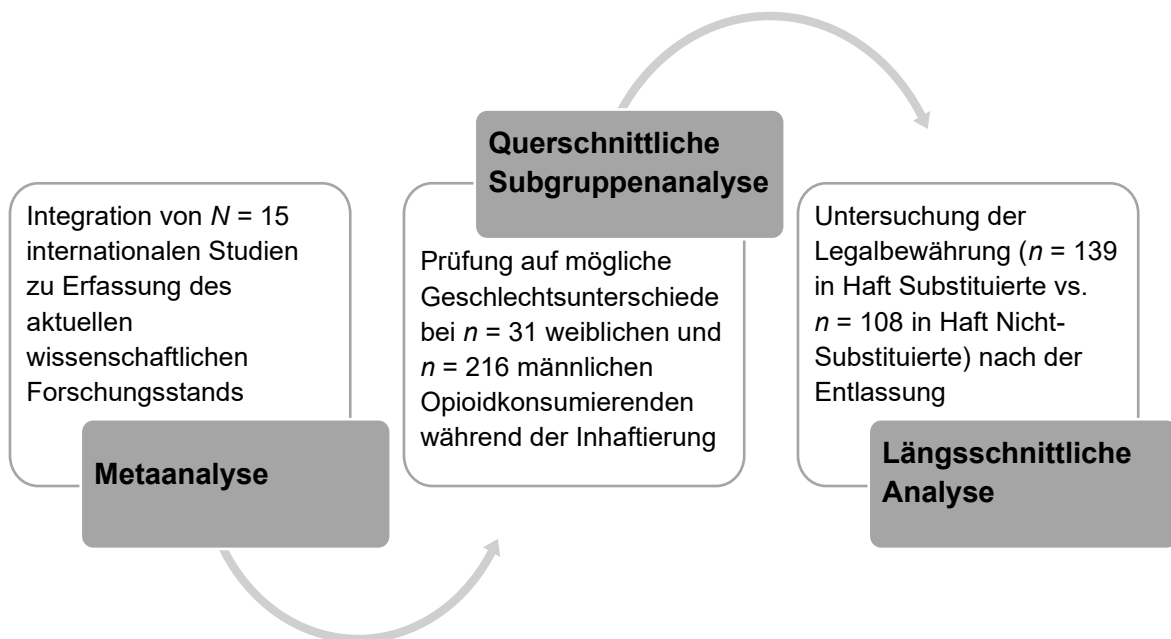 Integration von N = 15
internationalen Studien
zu Erfassung des
aktuellen
wissenschaftlichen
Forschungsstands
Metaanalyse
Querschnittliche
Subgruppenanalyse
Prüfung auf mögliche
Geschlechtsunterschiede
bei n = 31 weiblichen und
n = 216 männlichen
Opioidkonsumierenden
während der Inhaftierung
Untersuchung der
Legalbewährung (n = 139
in Haft Substituierte vs.
n = 108 in Haft Nicht-
Substituierte) nach der
Entlassung
Längsschnittliche
Analyse